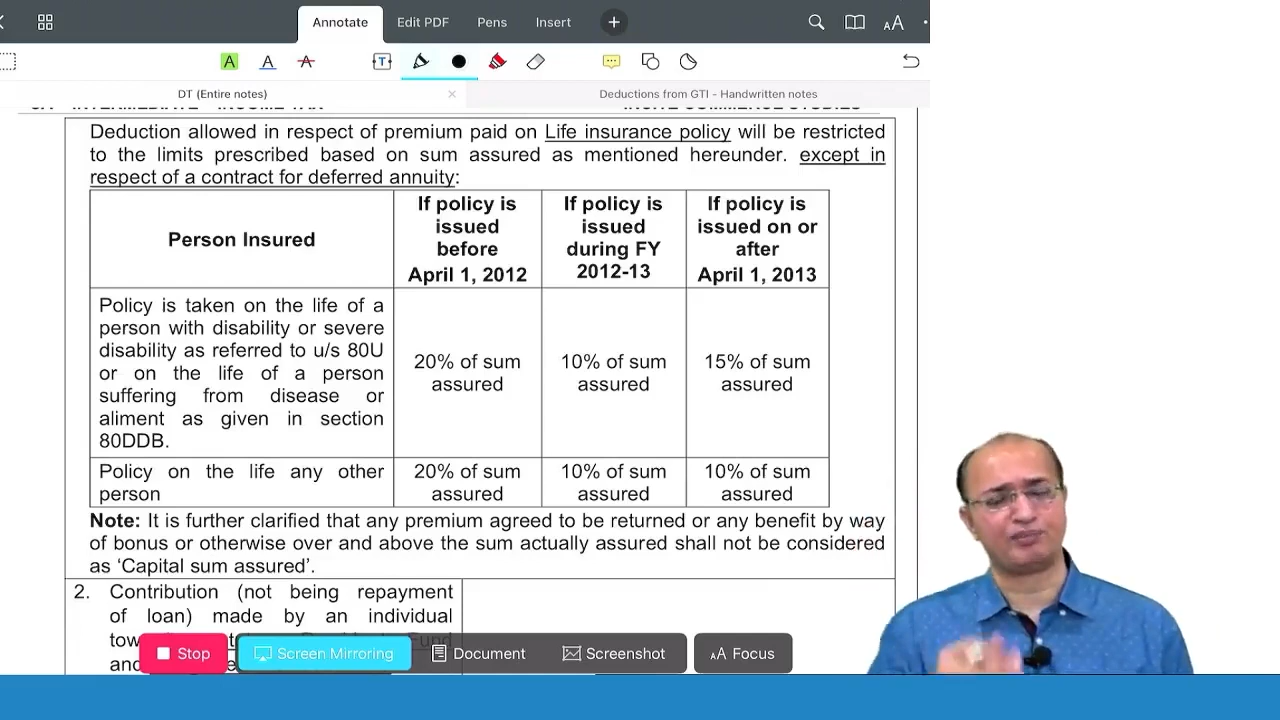 Annotate Edit PDF Pens Insert
A A A T
DT (Entire notes) Deductions from GTI - Handwritten notes
Deduction allowed in respect of premium paid on Life insurance policy will be restricted
to the limits prescribed based on sum assured as mentioned hereunder. except in
respect of a contract for deferred annuity:
Person Insured
If policy is
issued
before
April 1, 2012
If policy is
issued
during FY
2012-13
If policy is
issued on or
after
April 1, 2013
Policy is taken on the life of a
person with disability or severe
disability as referred to u/s 80U
or on the life of a person
suffering from disease or
aliment as given in section
80DDB.
20% of sum
assured
10% of sum
assured
15% of sum
assured
Policy on the life any other
person
20% of sum
assured
10% of sum
assured
10% of sum
assured
Note: It is further clarified that any premium agreed to be returned or any benefit by way
of bonus or otherwise over and above the sum actually assured shall not be considered
as ‘Capital sum assured’.
2. Contribution (not being repayment
of loan) made by an individual
Stop Screen Mirroring Document Screenshot AA Focus